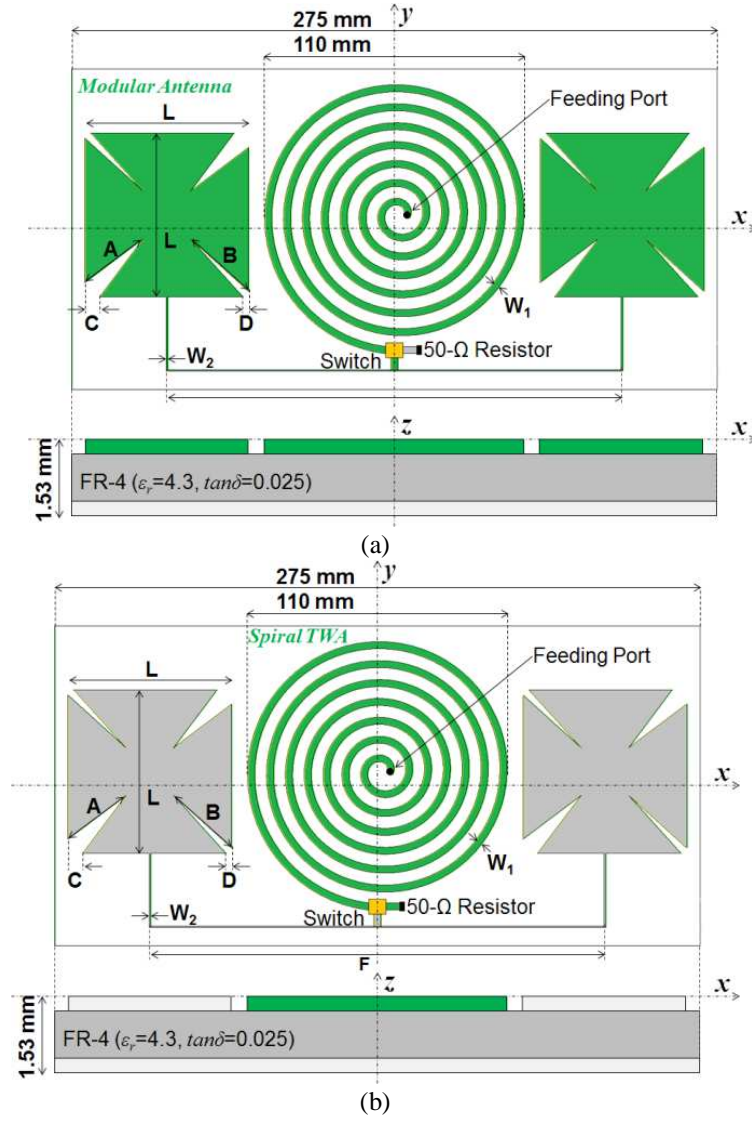 275 mm
y
110 mm
Modular Antenna
L
Feeding Port
x
A
L
B
C
D
W₁
W₂
Switch
50-Ω Resistor
z
x
1.53 mm
FR-4 (εᵣ=4.3, tanδ=0.025)
(a)
275 mm
y
110 mm
Spiral TWA
L
Feeding Port
x
A
L
B
C
D
W₁
W₂
Switch
50-Ω Resistor
F
z
x
1.53 mm
FR-4 (εᵣ=4.3, tanδ=0.025)
(b)